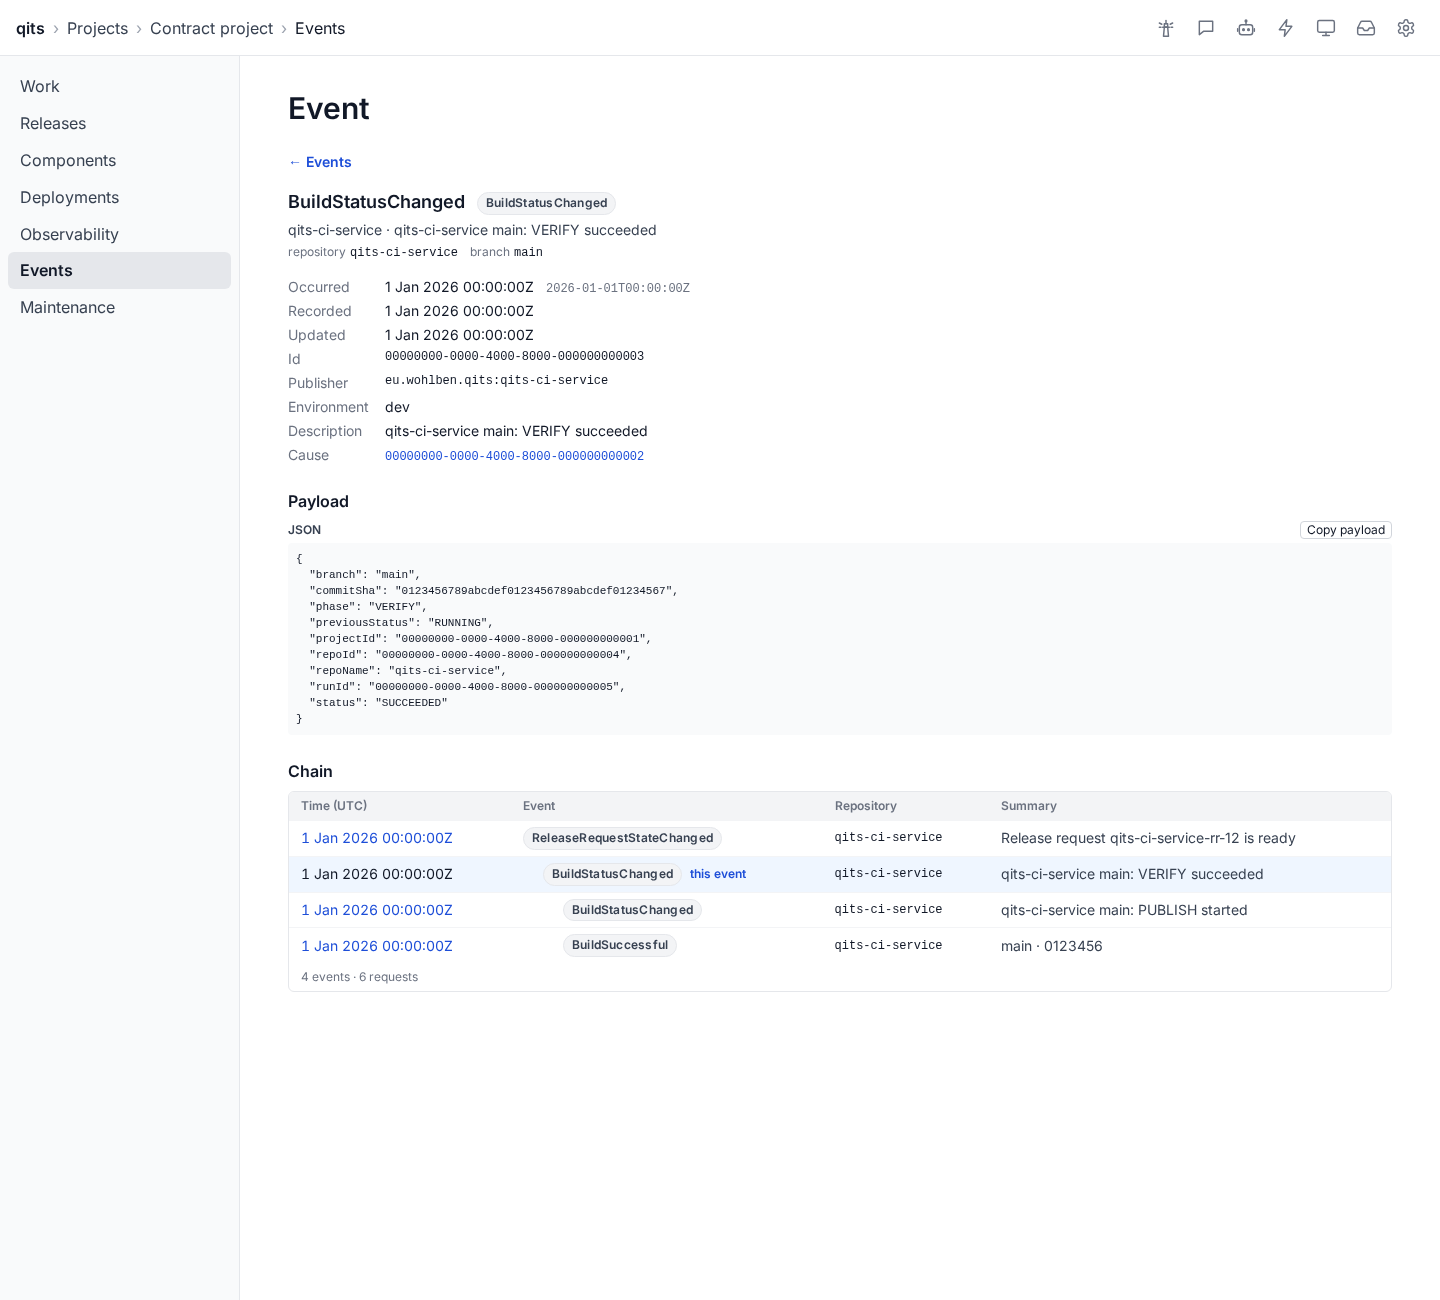 qits › Projects › Contract project › Events
Work
Releases
Components
Deployments
Observability
Events
Maintenance
Event
← Events
BuildStatusChanged BuildStatusChanged
qits-ci-service · qits-ci-service main: VERIFY succeeded
repository qits-ci-service branch main
Occurred 1 Jan 2026 00:00:00Z 2026-01-01T00:00:00Z
Recorded 1 Jan 2026 00:00:00Z
Updated 1 Jan 2026 00:00:00Z
Id 00000000-0000-4000-8000-000000000003
Publisher eu.wohlben.qits:qits-ci-service
Environment dev
Description qits-ci-service main: VERIFY succeeded
Cause 00000000-0000-4000-8000-000000000002
Payload
JSON Copy payload
{
  "branch": "main",
  "commitSha": "0123456789abcdef0123456789abcdef01234567",
  "phase": "VERIFY",
  "previousStatus": "RUNNING",
  "projectId": "00000000-0000-4000-8000-000000000001",
  "repoId": "00000000-0000-4000-8000-000000000004",
  "repoName": "qits-ci-service",
  "runId": "00000000-0000-4000-8000-000000000005",
  "status": "SUCCEEDED"
}
Chain
Time (UTC) Event Repository Summary
1 Jan 2026 00:00:00Z ReleaseRequestStateChanged qits-ci-service Release request qits-ci-service-rr-12 is ready
1 Jan 2026 00:00:00Z BuildStatusChanged this event qits-ci-service qits-ci-service main: VERIFY succeeded
1 Jan 2026 00:00:00Z BuildStatusChanged qits-ci-service qits-ci-service main: PUBLISH started
1 Jan 2026 00:00:00Z BuildSuccessful qits-ci-service main · 0123456
4 events · 6 requests